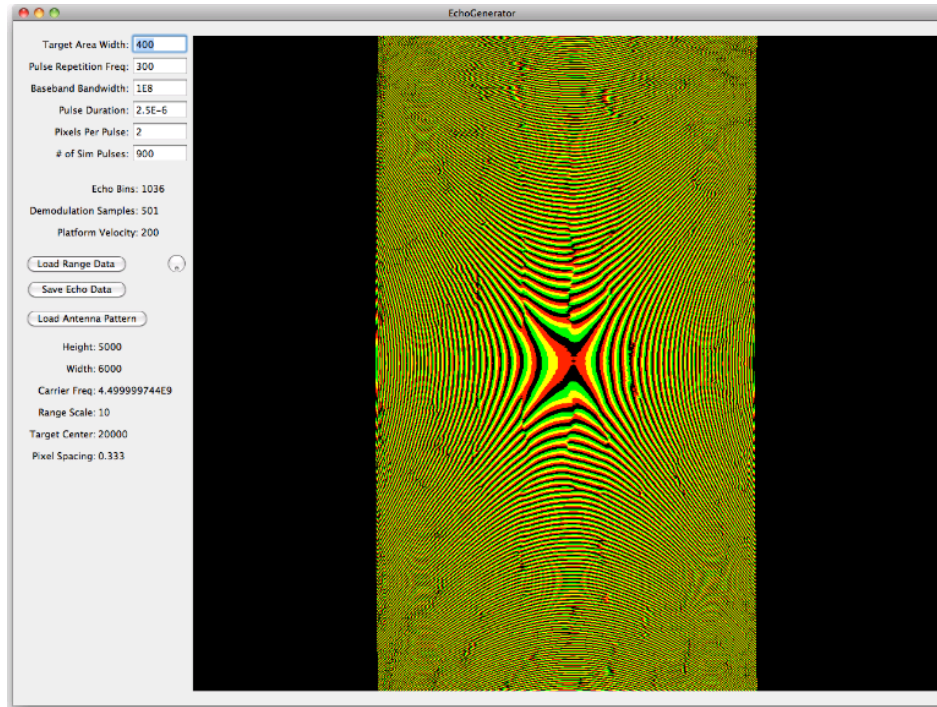 EchoGenerator
Target Area Width: 400
Pulse Repetition Freq: 300
Baseband Bandwidth: 1E8
Pulse Duration: 2.5E-6
Pixels Per Pulse: 2
# of Sim Pulses: 900
Echo Bins: 1036
Demodulation Samples: 501
Platform Velocity: 200
Load Range Data
Save Echo Data
Load Antenna Pattern
Height: 5000
Width: 6000
Carrier Freq: 4.499999744E9
Range Scale: 10
Target Center: 20000
Pixel Spacing: 0.333